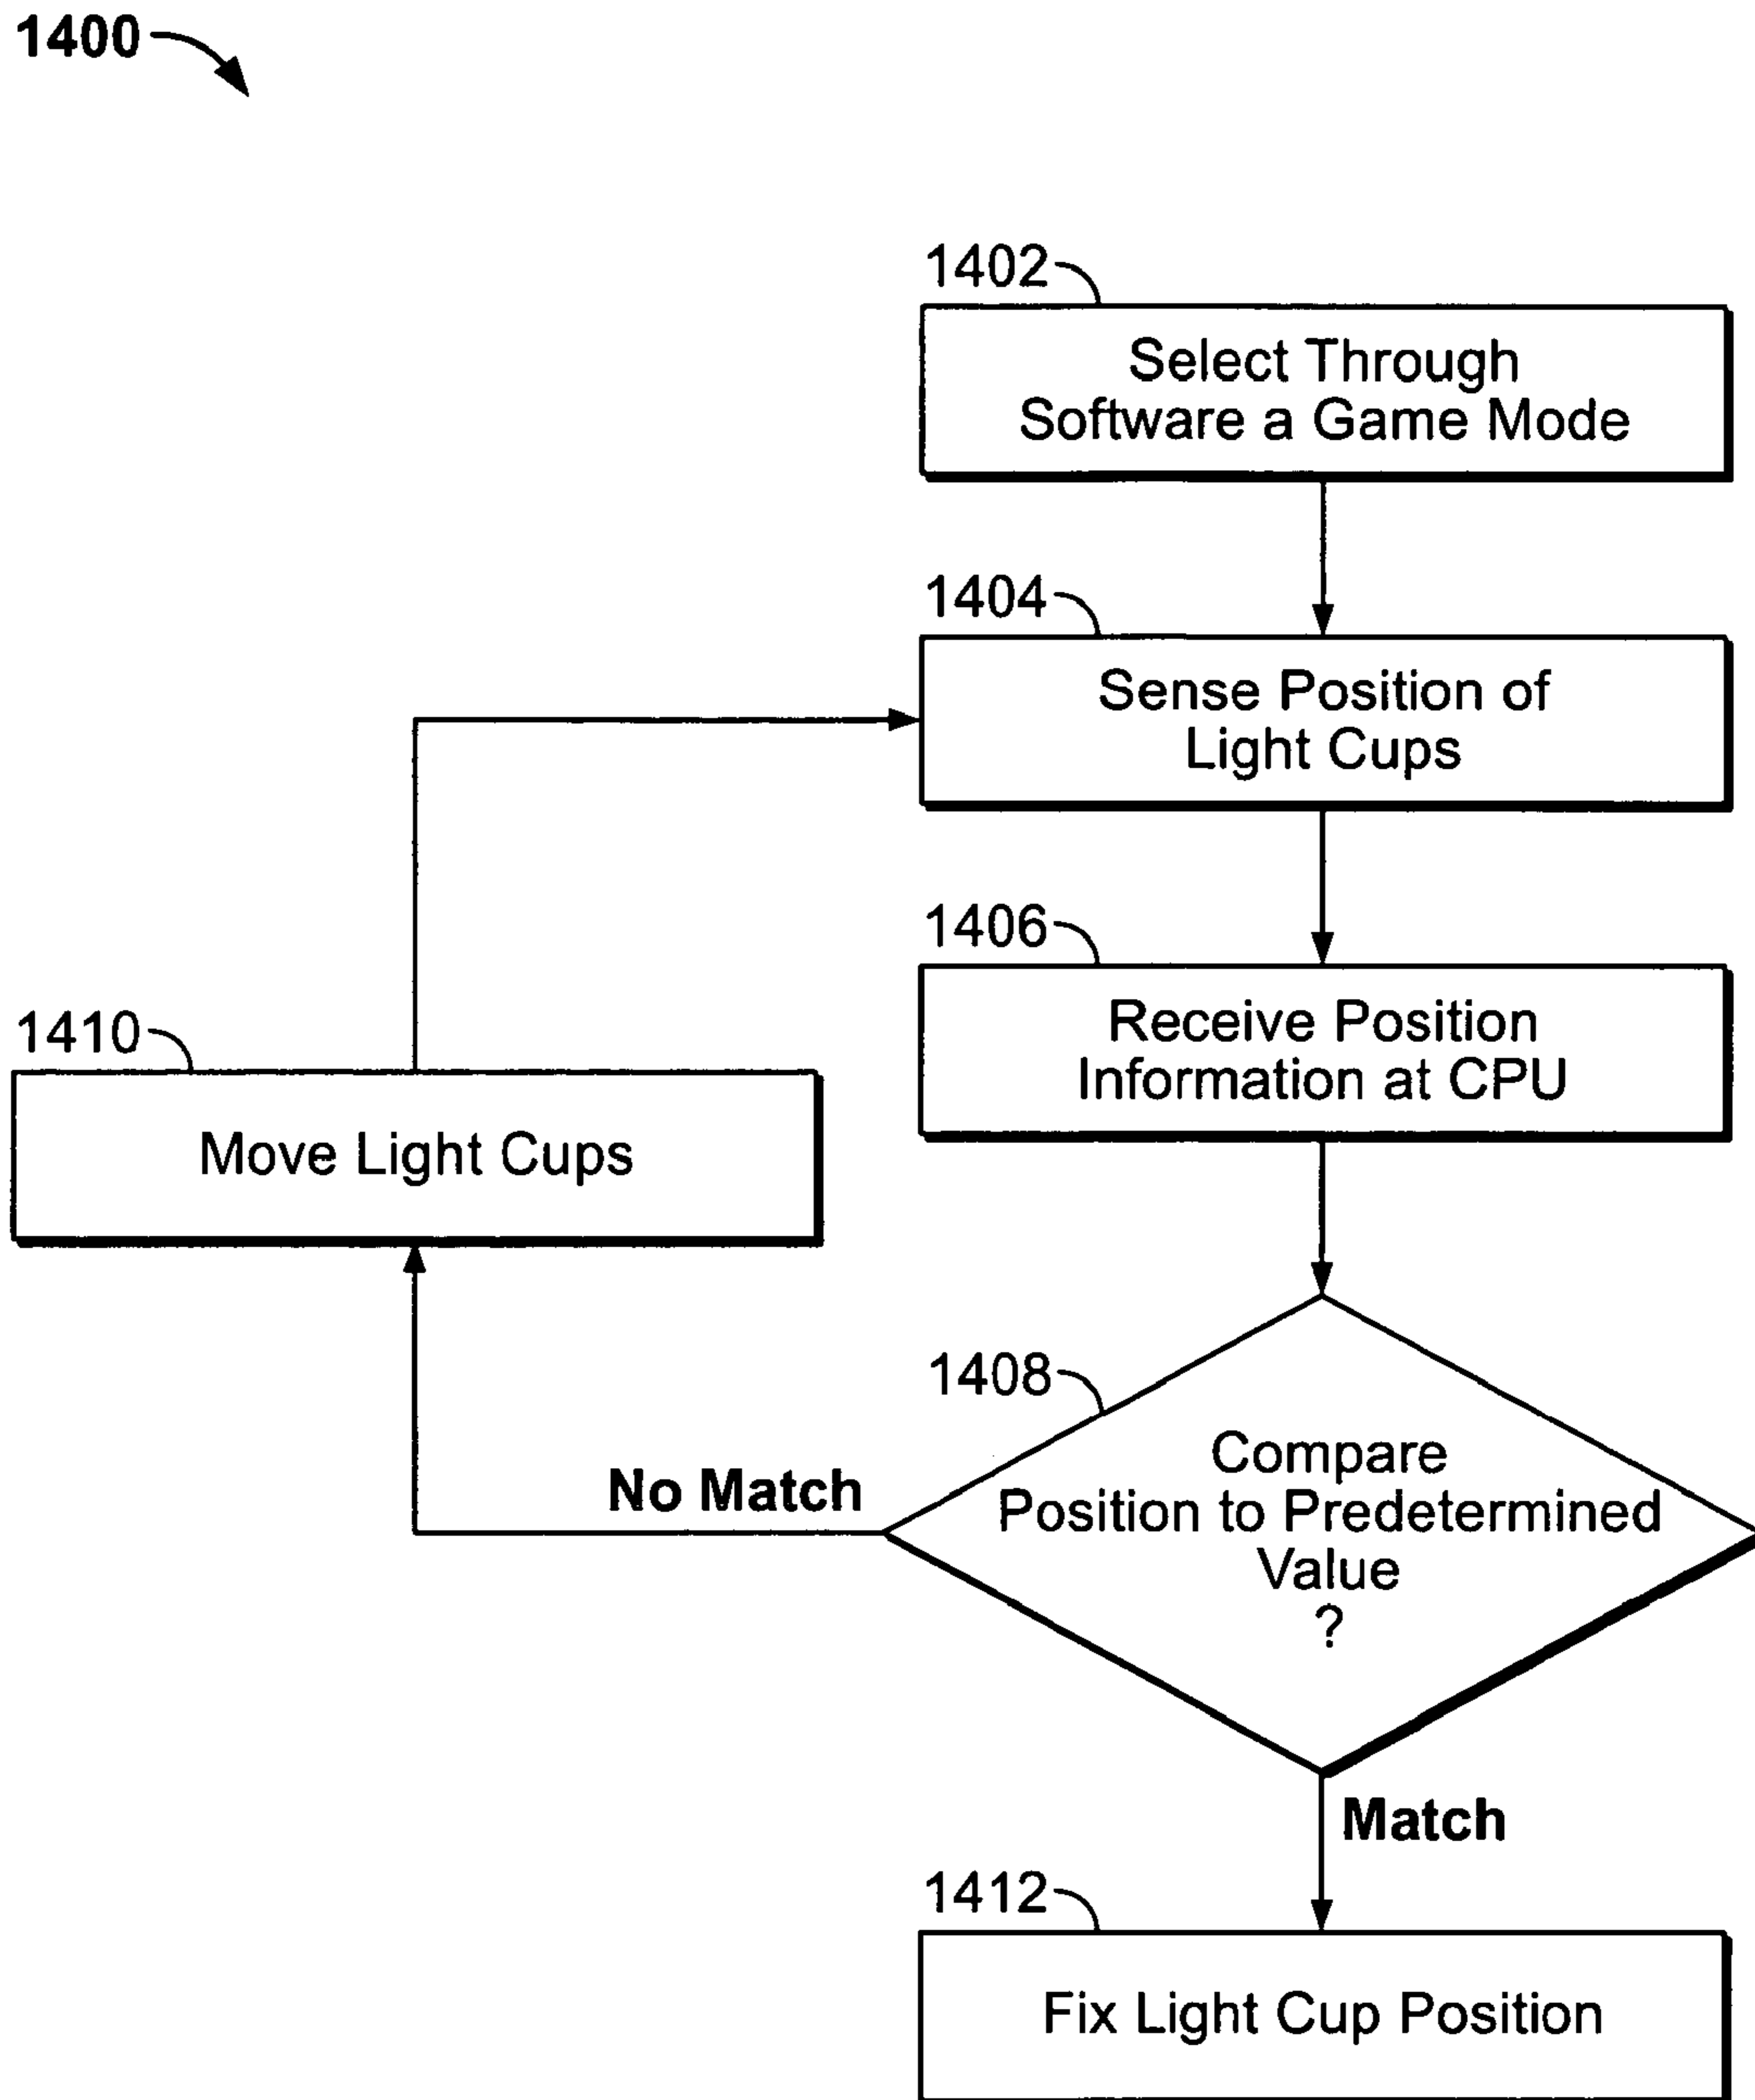 1400
1402
Select Through
Software a Game Mode
1404
Sense Position of
Light Cups
1406
Receive Position
Information at CPU
1410
Move Light Cups
1408
Compare
Position to Predetermined
Value
?
No Match
Match
1412
Fix Light Cup Position